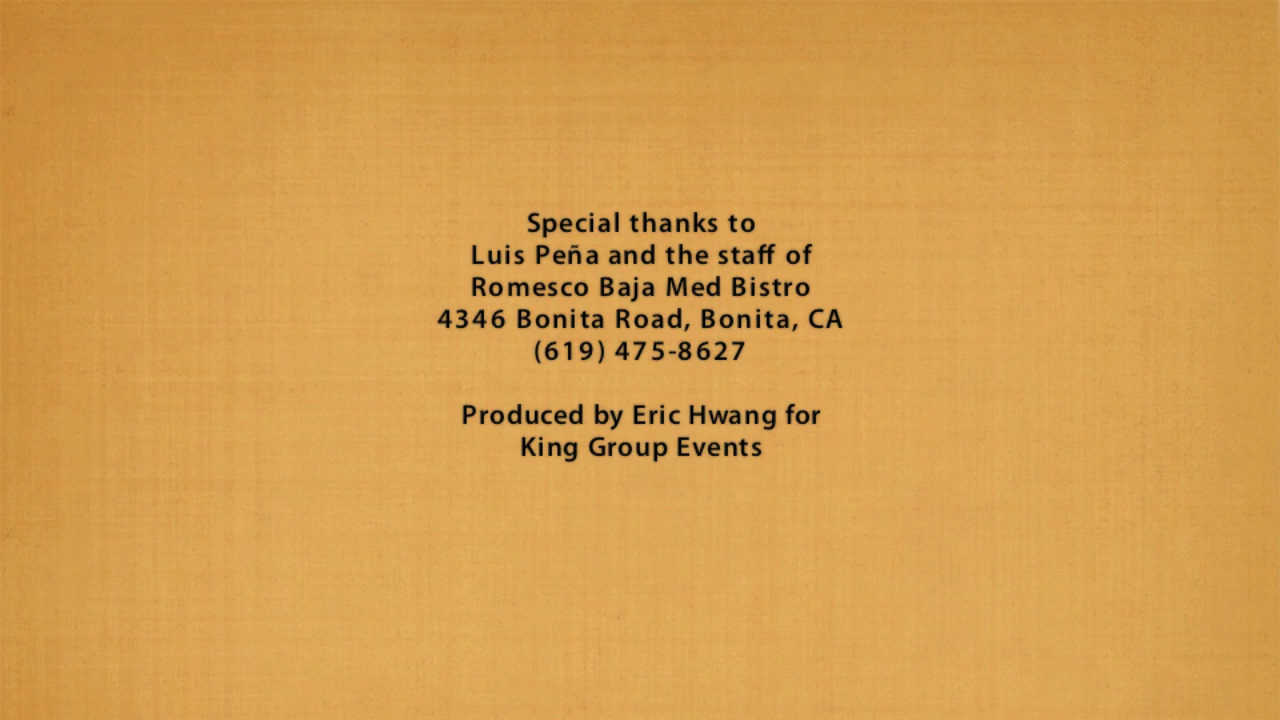 Special thanks to
Luis Peña and the staff of
Romesco Baja Med Bistro
4346 Bonita Road, Bonita, CA
(619) 475-8627
Produced by Eric Hwang for
King Group Events